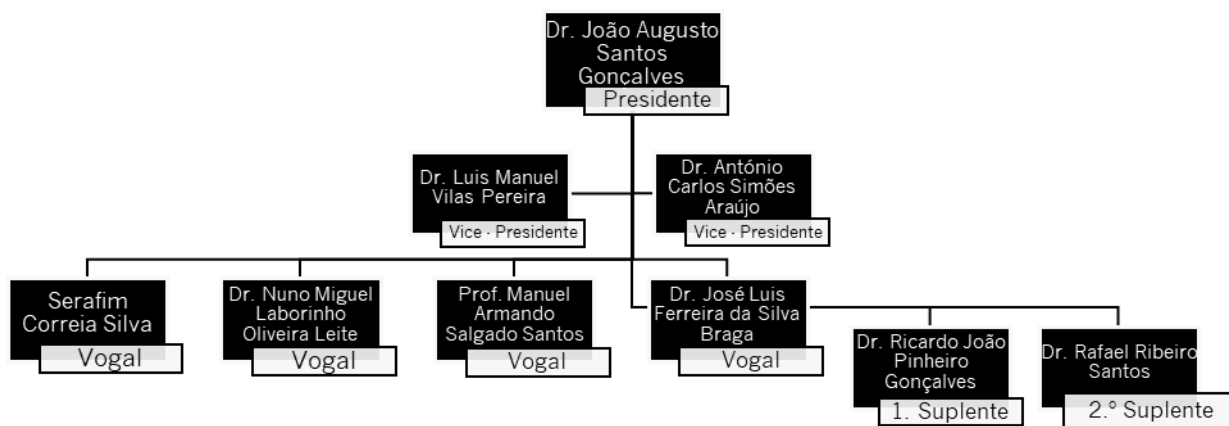 Dr. João Augusto
Santos
Gonçalves
Presidente
Dr. Luis Manuel
Vilas Pereira
Vice - Presidente
Dr. António
Carlos Simões
Araújo
Vice - Presidente
Serafim
Correia Silva
Vogal
Dr. Nuno Miguel
Laborinho
Oliveira Leite
Vogal
Prof. Manuel
Armando
Salgado Santos
Vogal
Dr. José Luis
Ferreira da Silva
Braga
Vogal
Dr. Ricardo João
Pinheiro
Gonçalves
1. Suplente
Dr. Rafael Ribeiro
Santos
2.º Suplente